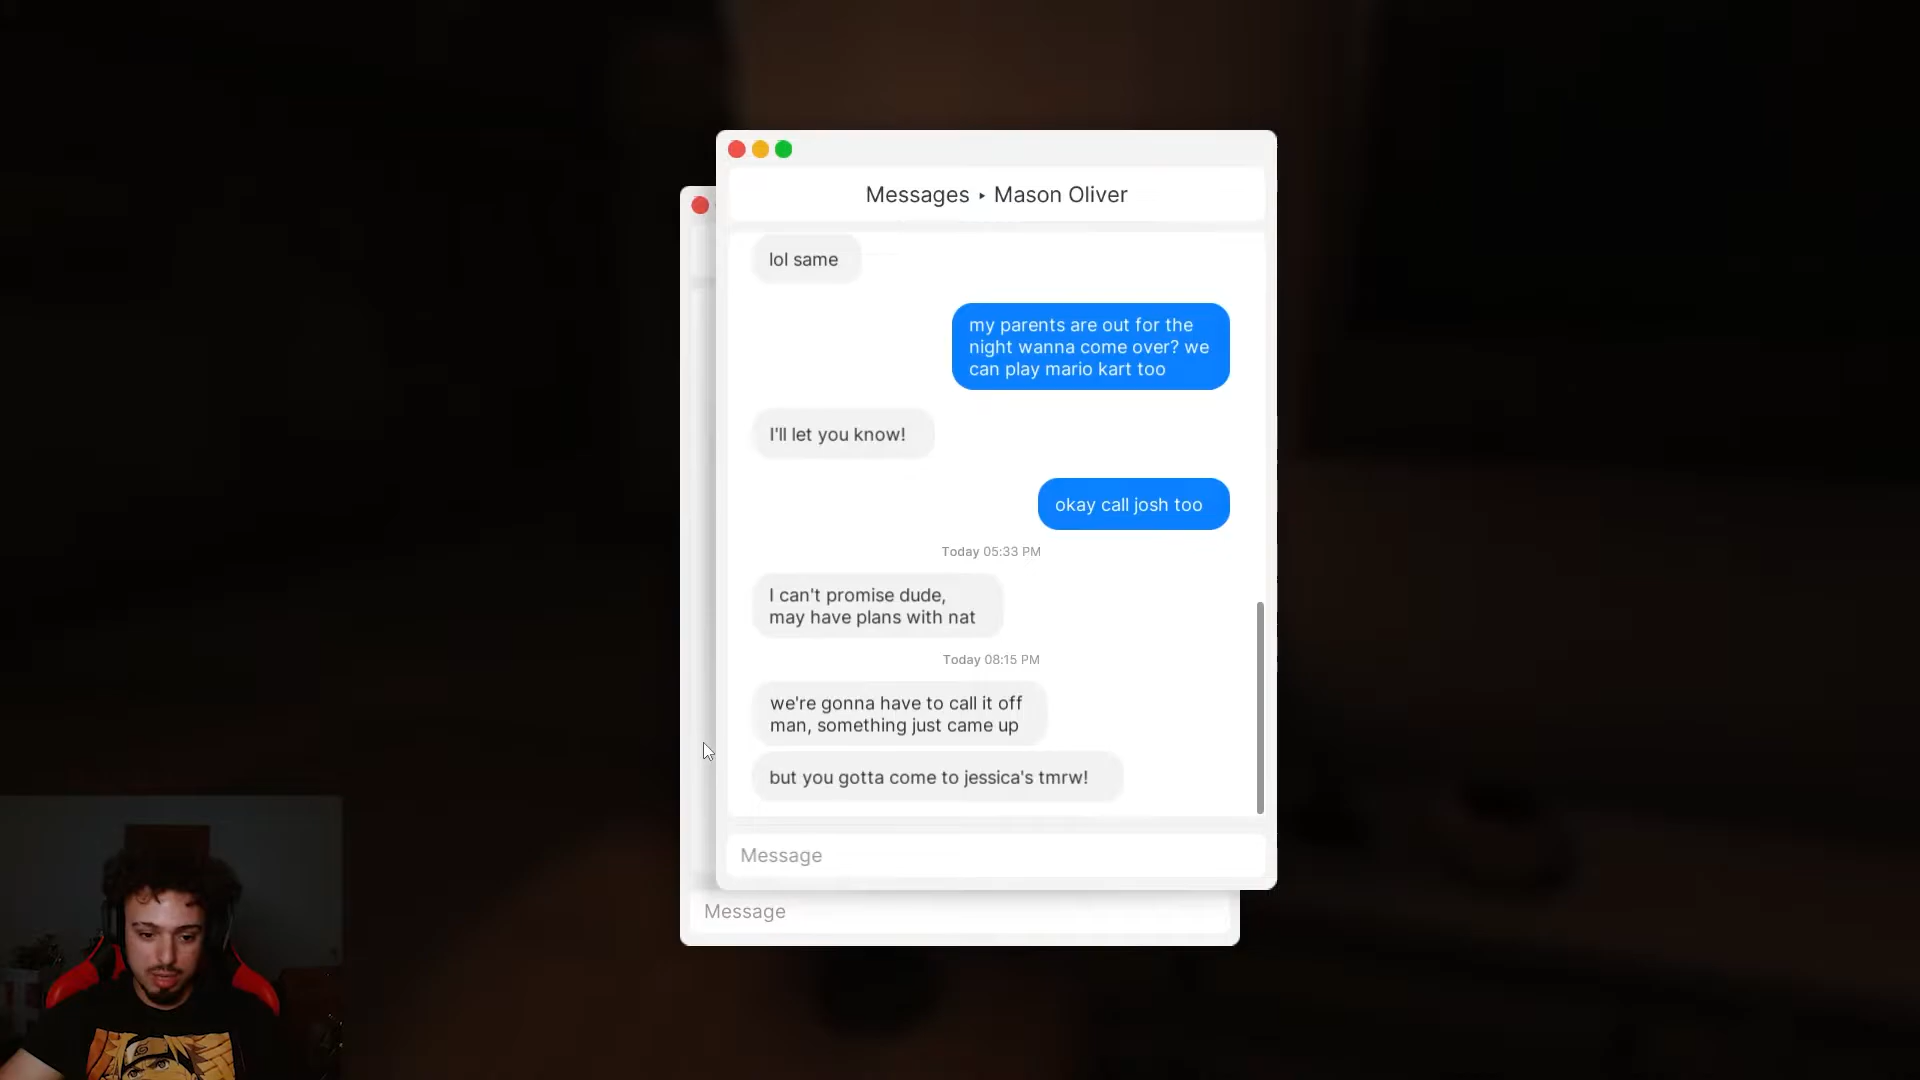 Messages ▸ Mason Oliver
lol same
my parents are out for the
night wanna come over? we
can play mario kart too
I'll let you know!
okay call josh too
Today 05:33 PM
I can't promise dude,
may have plans with nat
Today 08:15 PM
we're gonna have to call it off
man, something just came up
but you gotta come to jessica's tmrw!
Message
Message